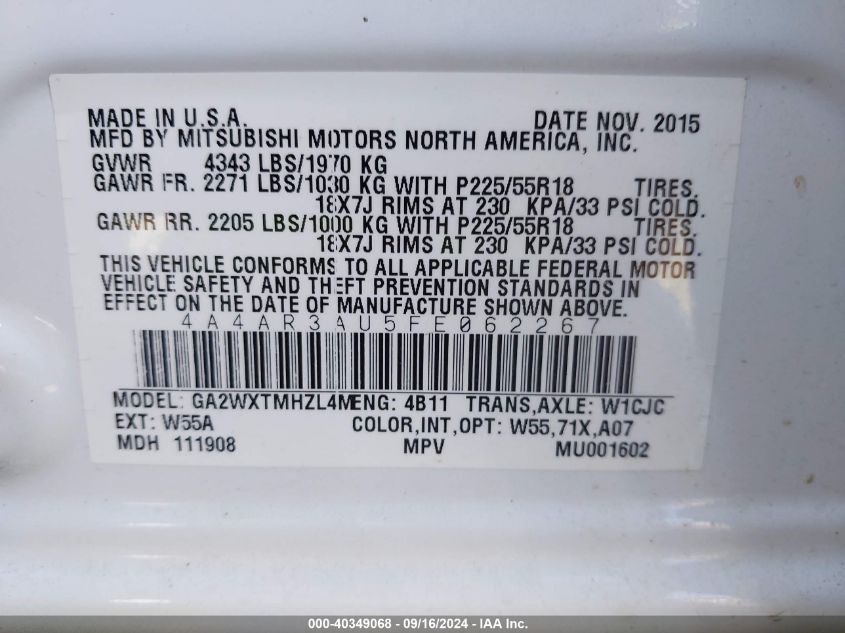 MADE IN U.S.A. DATE NOV. 2015
MFD BY MITSUBISHI MOTORS NORTH AMERICA, INC.
GVWR 4343 LBS/1970 KG
GAWR FR. 2271 LBS/1030 KG WITH P225/55R18 TIRES,
18X7J RIMS AT 230 KPA/33 PSI COLD.
GAWR RR. 2205 LBS/1000 KG WITH P225/55R18 TIRES,
18X7J RIMS AT 230 KPA/33 PSI COLD.
THIS VEHICLE CONFORMS TO ALL APPLICABLE FEDERAL MOTOR
VEHICLE SAFETY AND THEFT PREVENTION STANDARDS IN
EFFECT ON THE DATE OF MANUFACTURE SHOWN ABOVE.
4A4AR3AU5FE062267
MODEL: GA2WXTMHZL4M ENG: 4B11 TRANS,AXLE: W1CJC
EXT: W55A COLOR,INT,OPT: W55,71X,A07
MDH 111908 MPV MU001602
000-40349068 - 09/16/2024 - IAA, Inc.